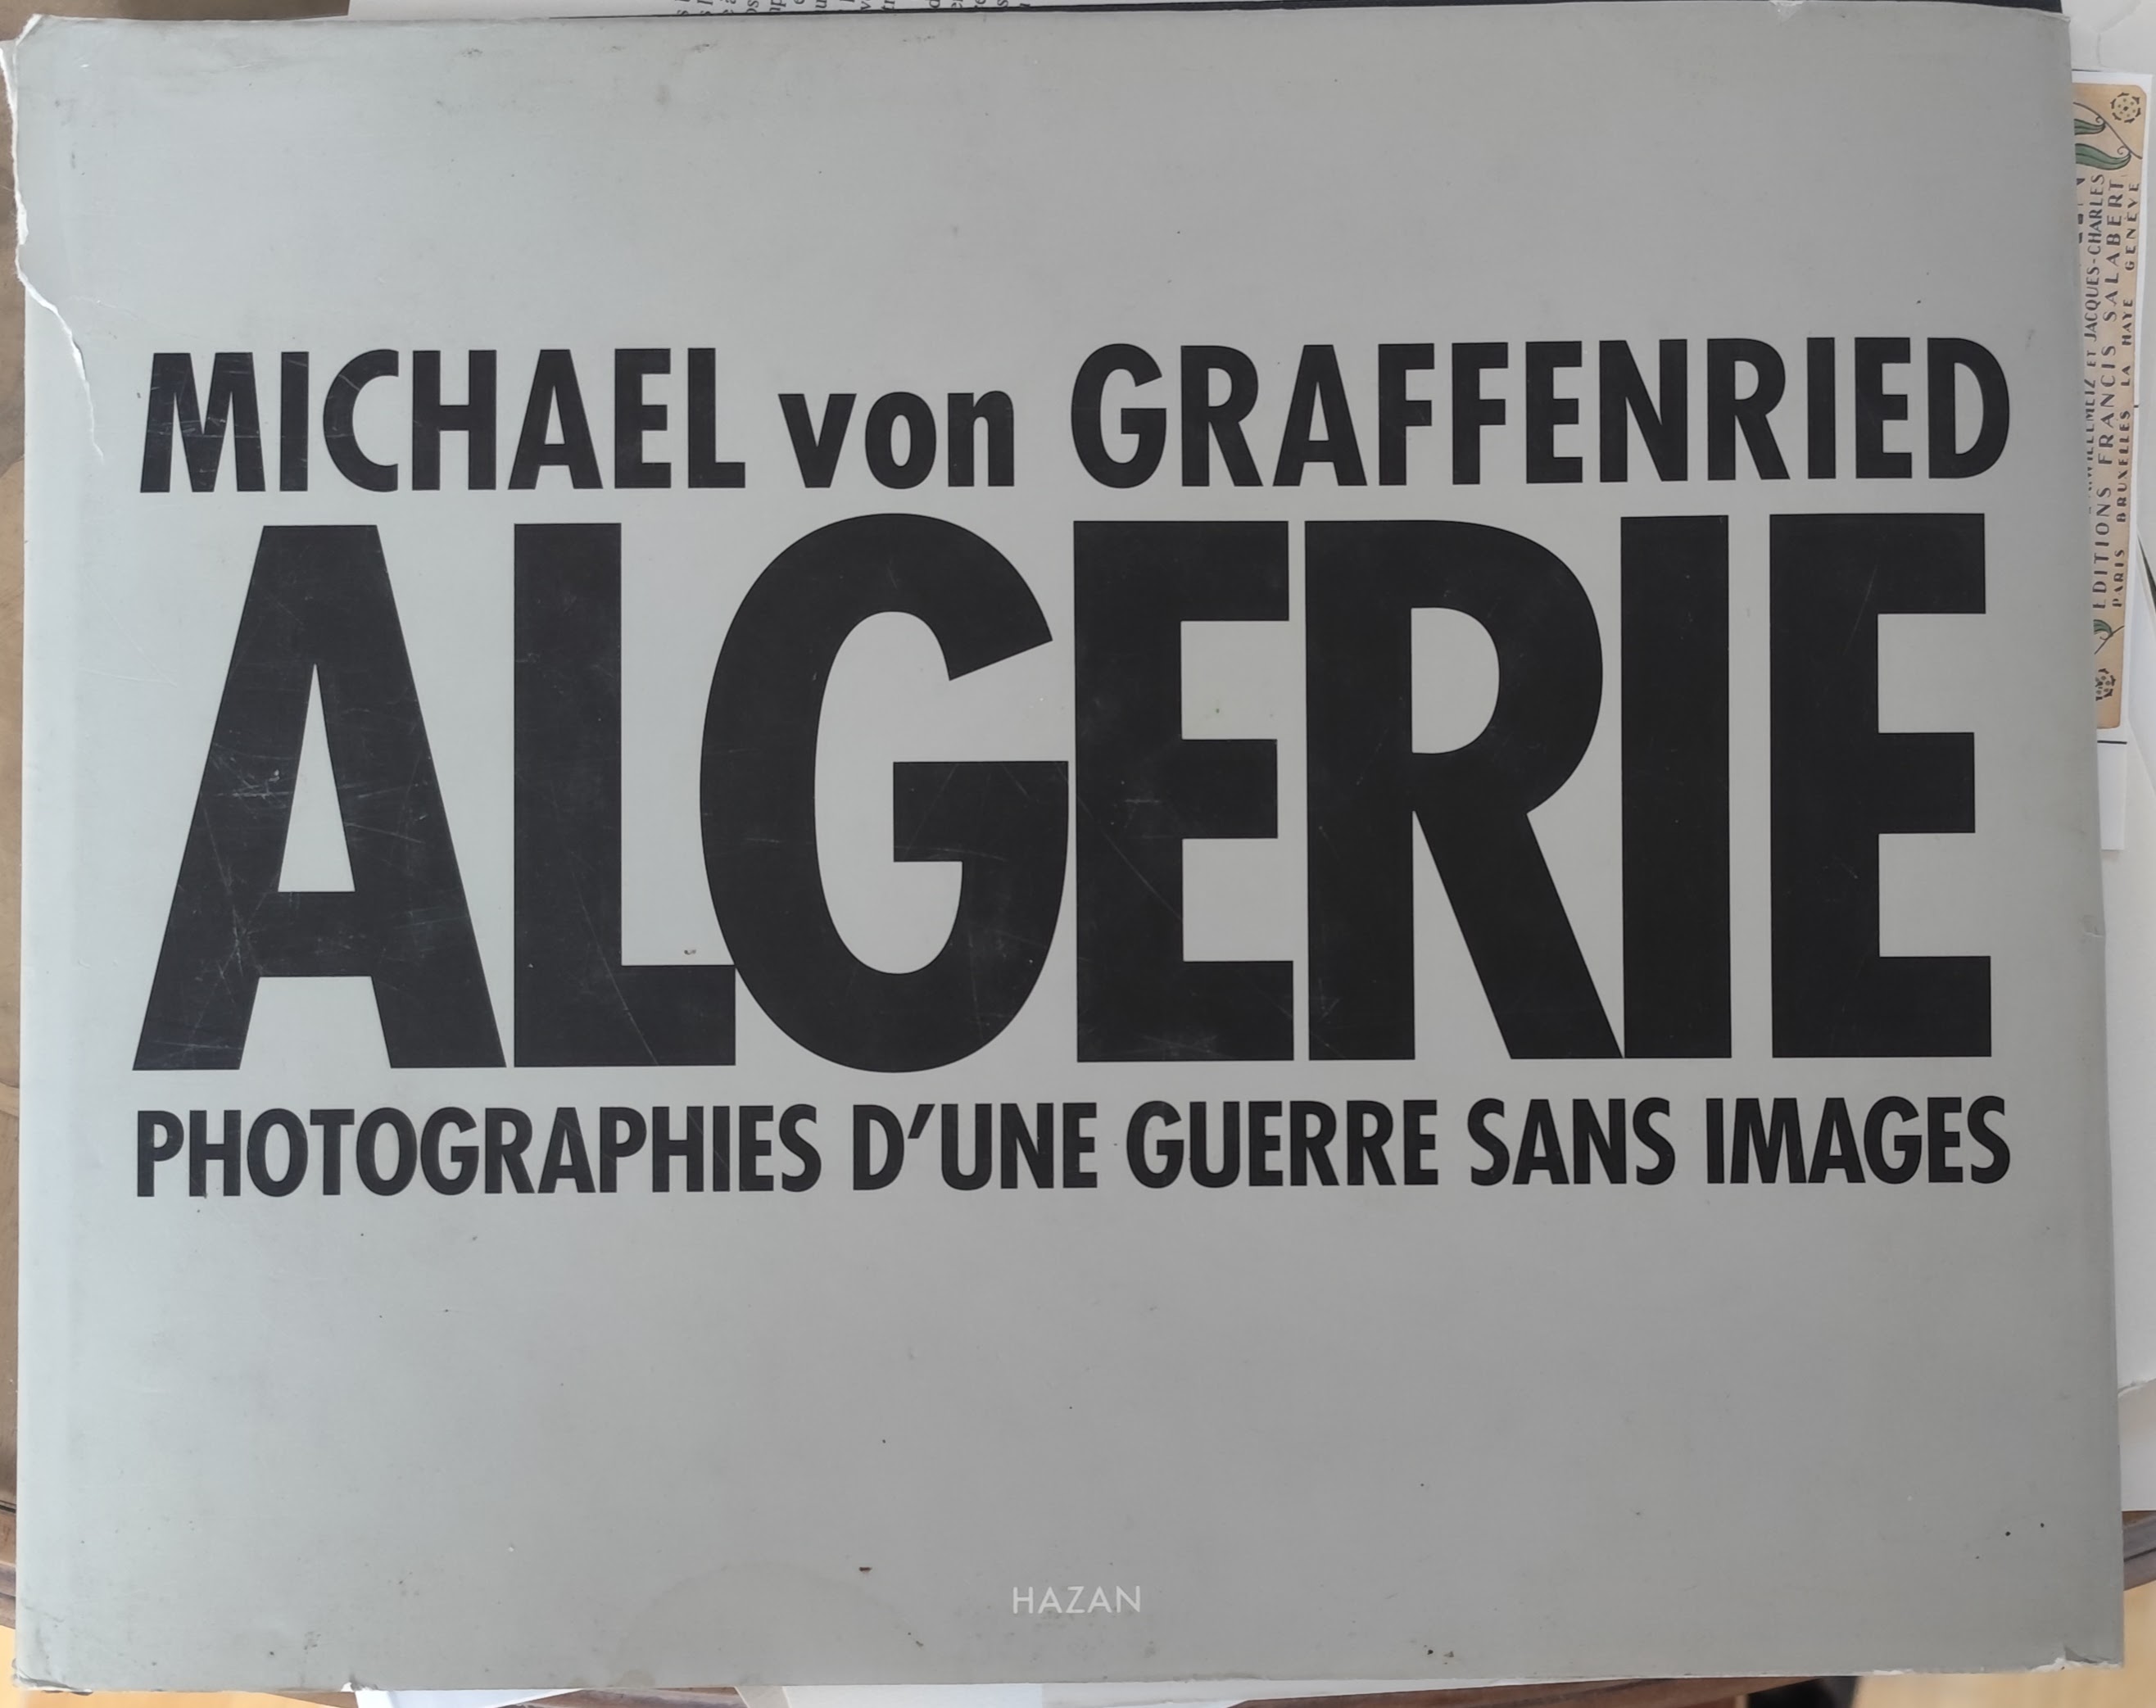 MICHAEL von GRAFFENRIED
ALGERIE
PHOTOGRAPHIES D'UNE GUERRE SANS IMAGES
HAZAN
ET JACQUES-CHARLES
EDITIONS FRANCIS SALABERT
PARIS BRUXELLES LA HAYE GENÈVE